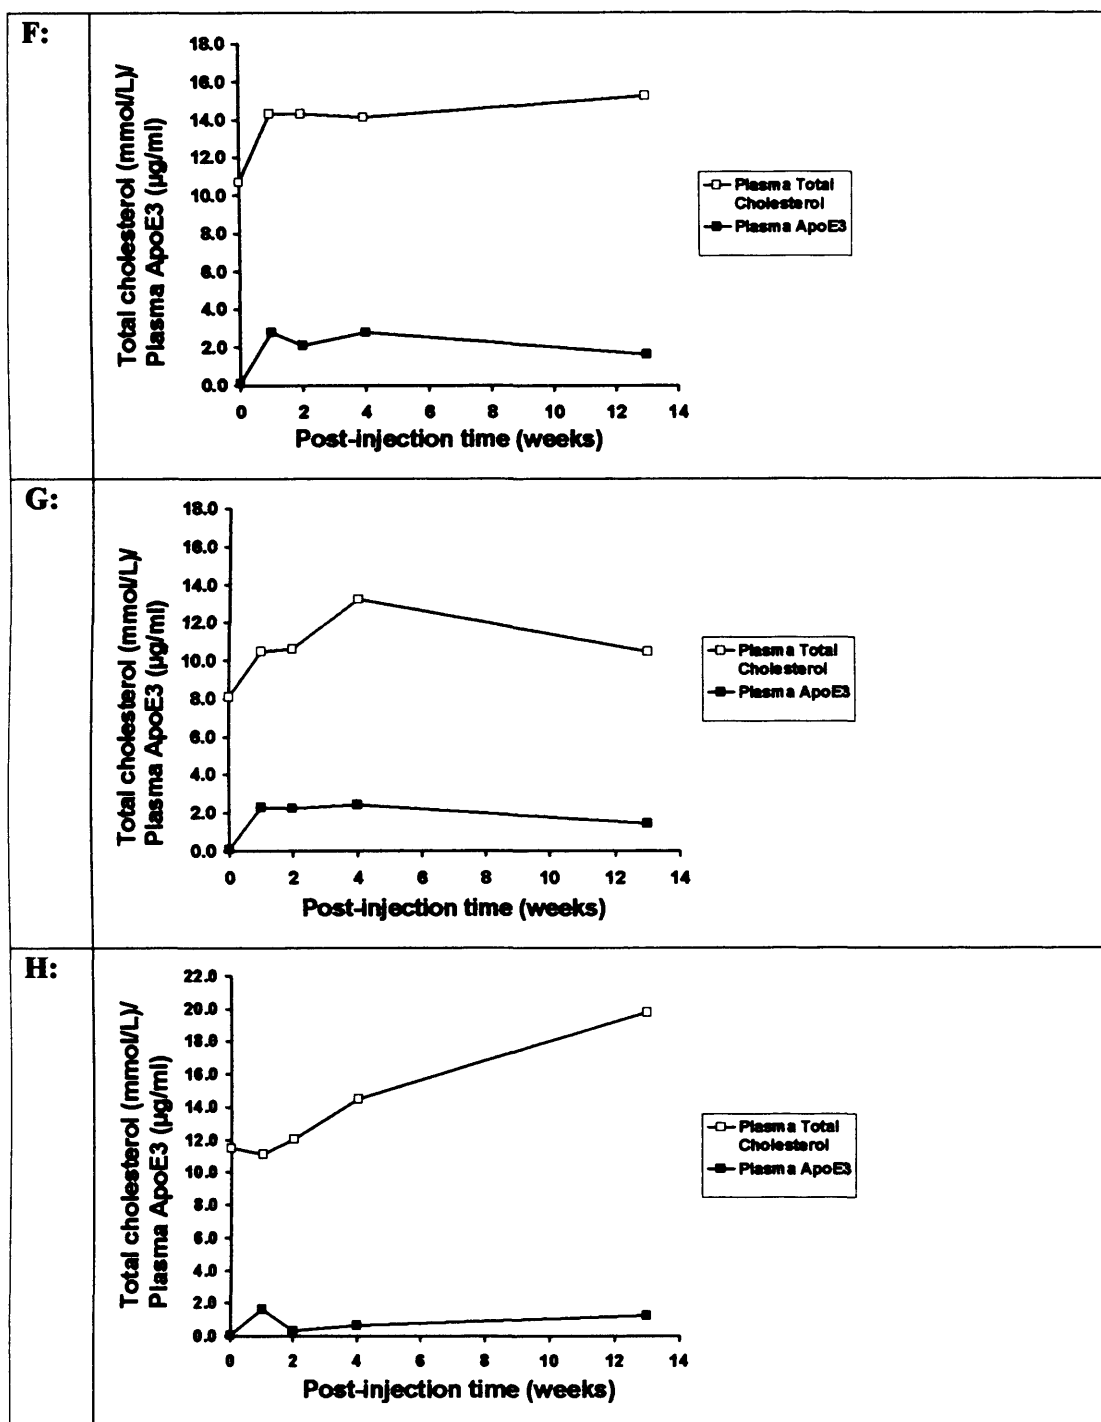 F:
Total cholesterol (mmol/L)/
Plasma ApoE3 (µg/ml)
18.0
16.0
14.0
12.0
10.0
8.0
6.0
4.0
2.0
0.0
0 2 4 6 8 10 12 14
Post-injection time (weeks)
Plasma Total
Cholesterol
Plasma ApoE3
G:
Total cholesterol (mmol/L)/
Plasma ApoE3 (µg/ml)
18.0
16.0
14.0
12.0
10.0
8.0
6.0
4.0
2.0
0.0
0 2 4 6 8 10 12 14
Post-injection time (weeks)
Plasma Total
Cholesterol
Plasma ApoE3
H:
Total cholesterol (mmol/L)/
Plasma ApoE3 (µg/ml)
22.0
20.0
18.0
16.0
14.0
12.0
10.0
8.0
6.0
4.0
2.0
0.0
0 2 4 6 8 10 12 14
Post-injection time (weeks)
Plasma Total
Cholesterol
Plasma ApoE3